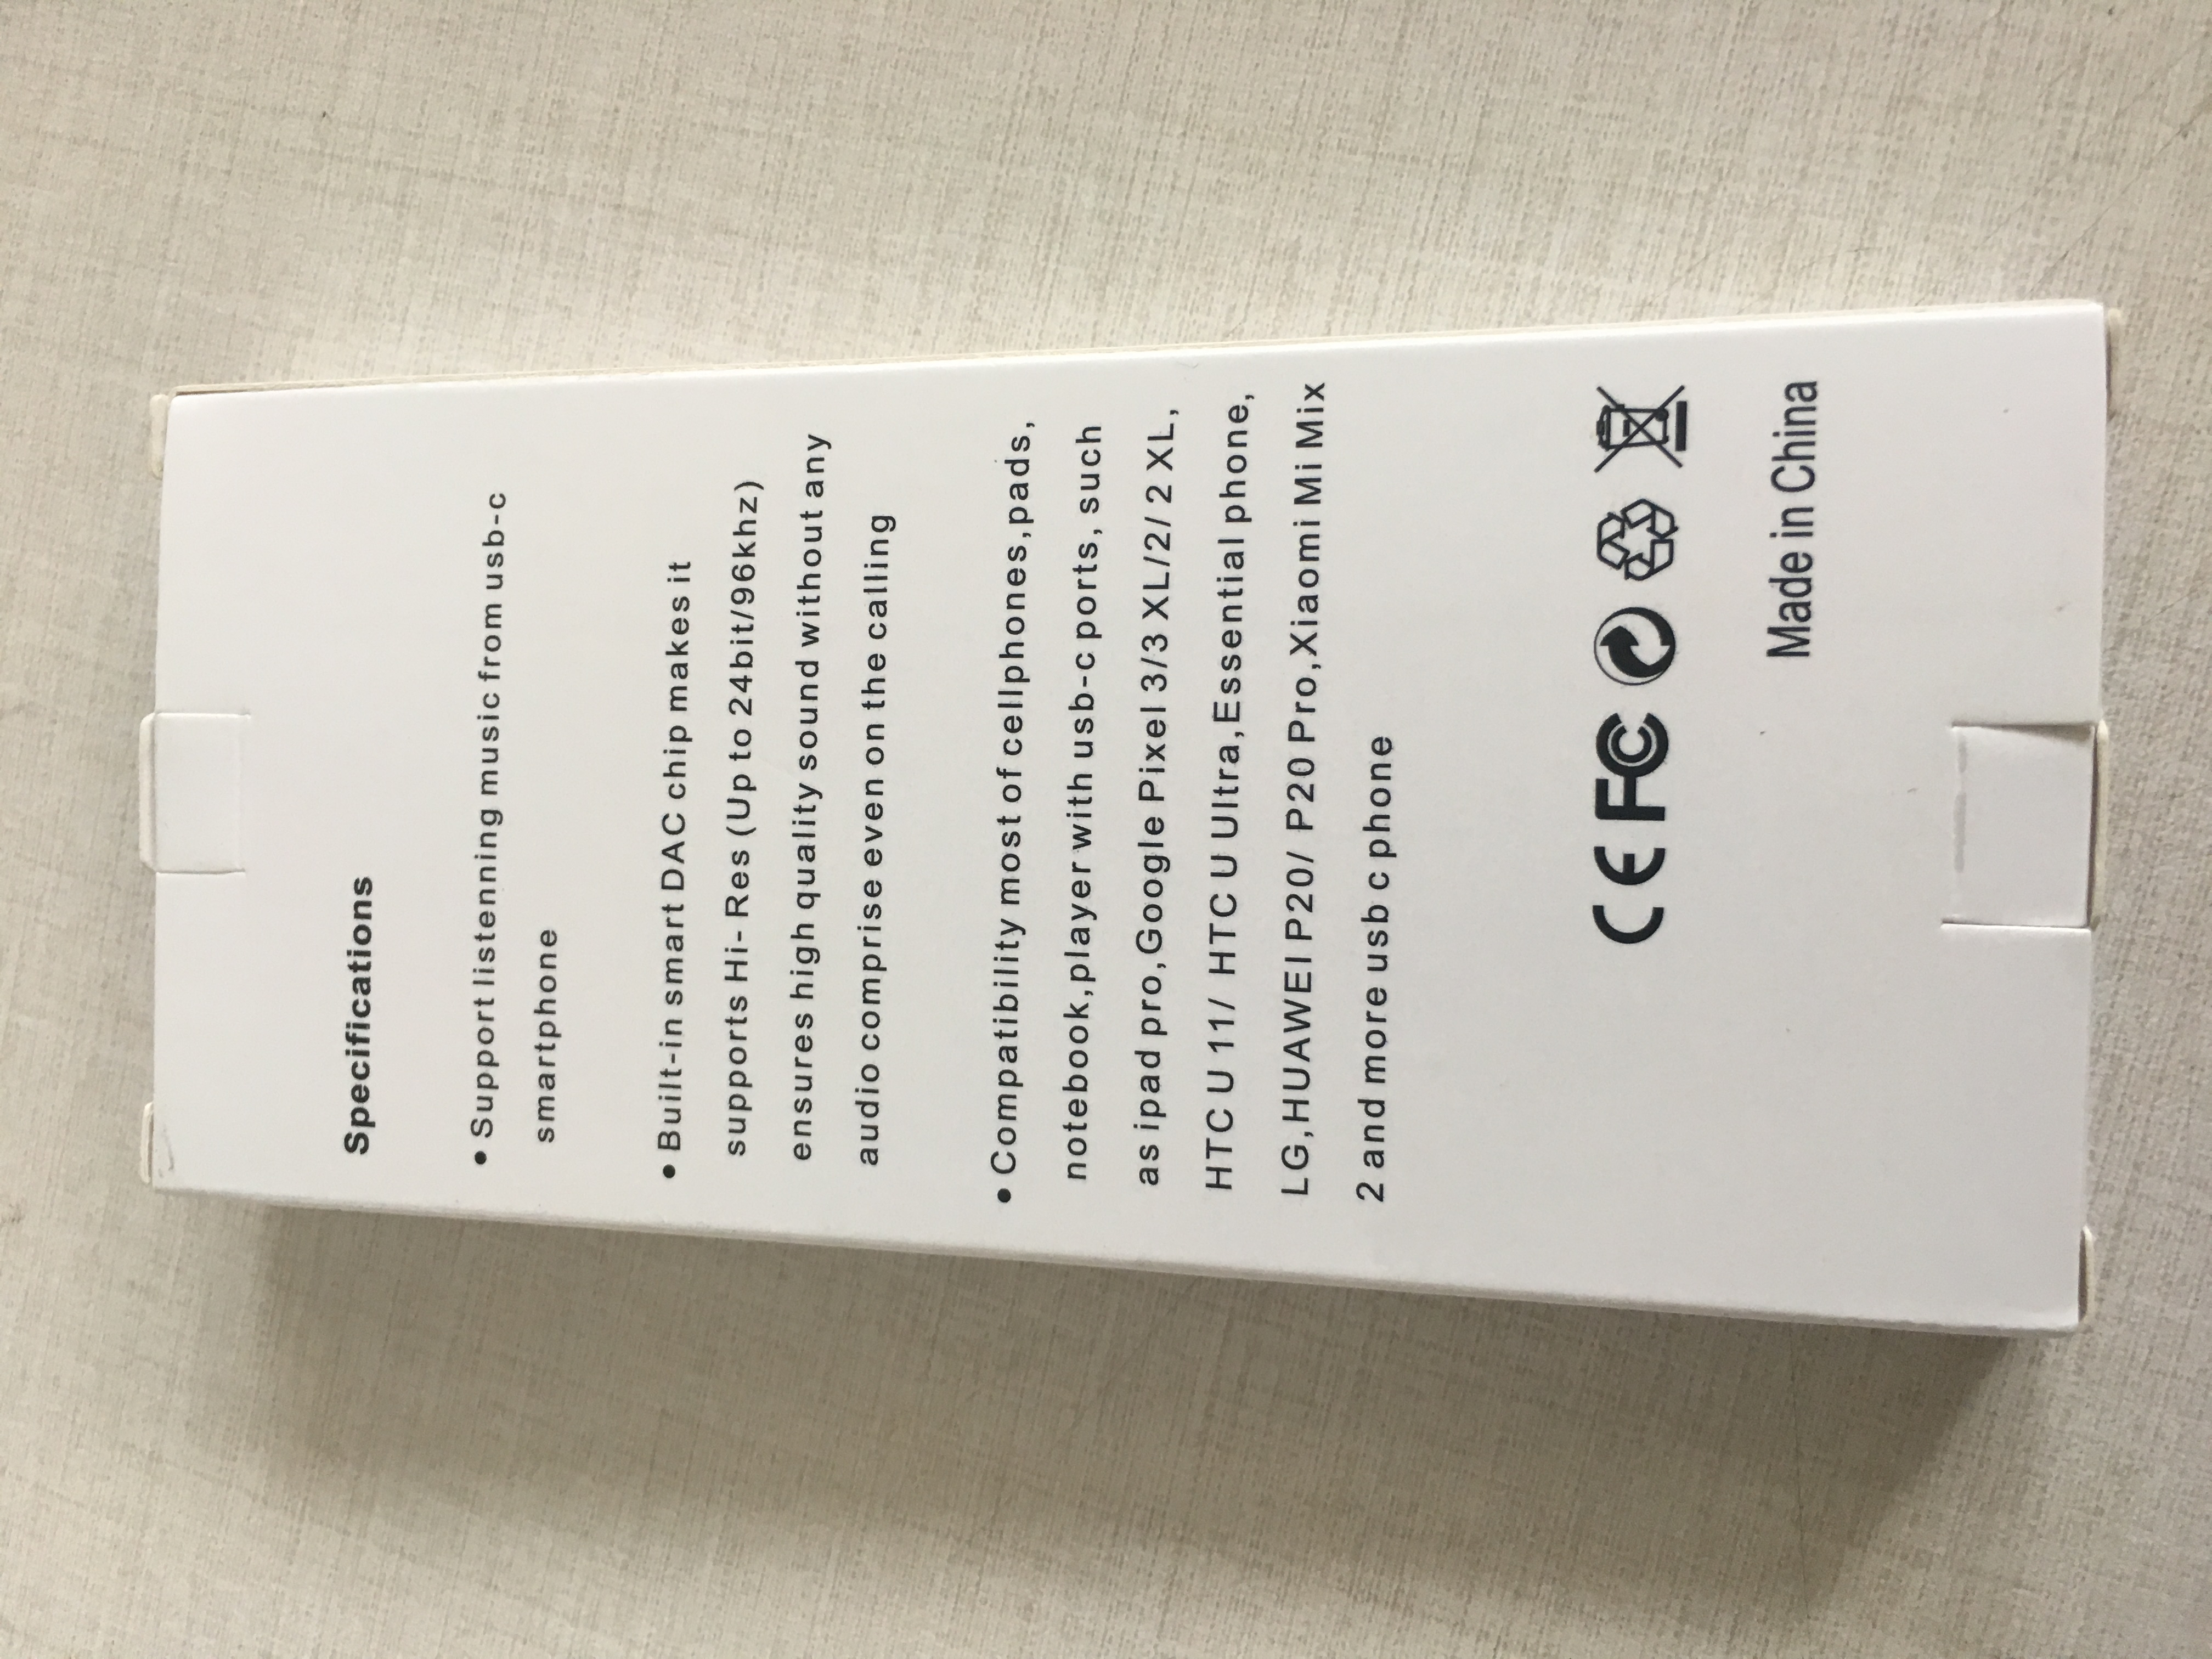 Specifications
• Support listenning music from usb-c
smartphone
• Built-in smart DAC chip makes it
supports Hi-Res (Up to 24bit/96khz)
ensures high quality sound without any
audio comprise even on the calling
• Compatibility most of cellphones,pads,
notebook,player with usb-c ports, such
as ipad pro,Google Pixel 3/3 XL/2/ 2 XL,
HTC U 11/ HTC U Ultra,Essential phone,
LG,HUAWEI P20/ P20 Pro,Xiaomi Mi Mix
2 and more usb c phone
CE FC
Made in China